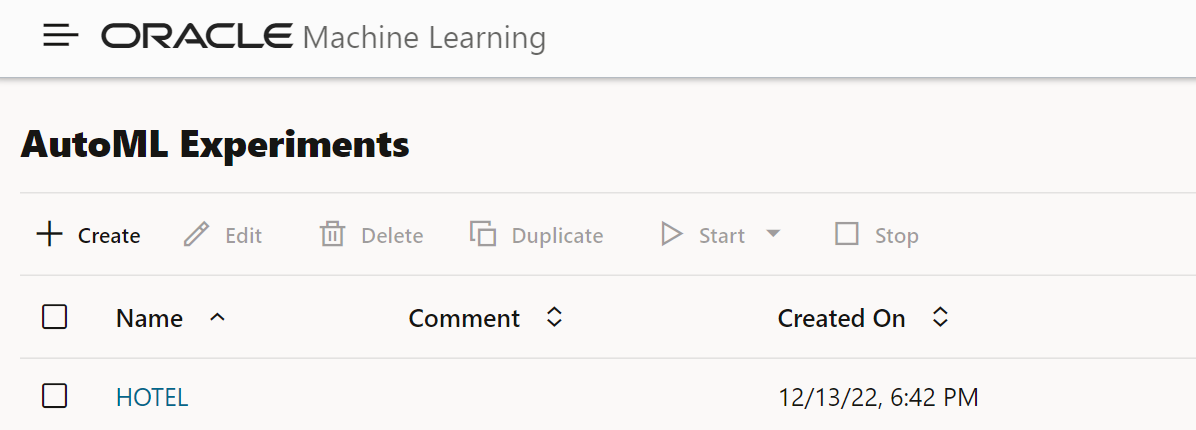 ORACLE Machine Learning
AutoML Experiments
Create Edit Delete Duplicate Start Stop
Name Comment Created On
HOTEL 12/13/22, 6:42 PM